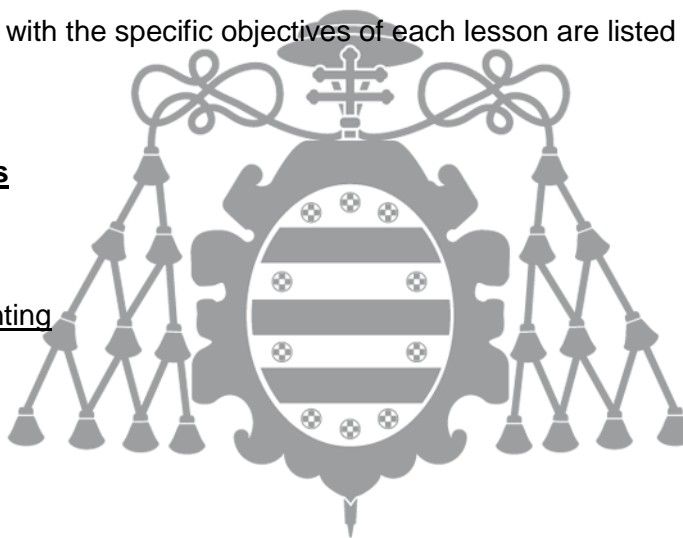 with the specific objectives of each lesson are listed
s
nting